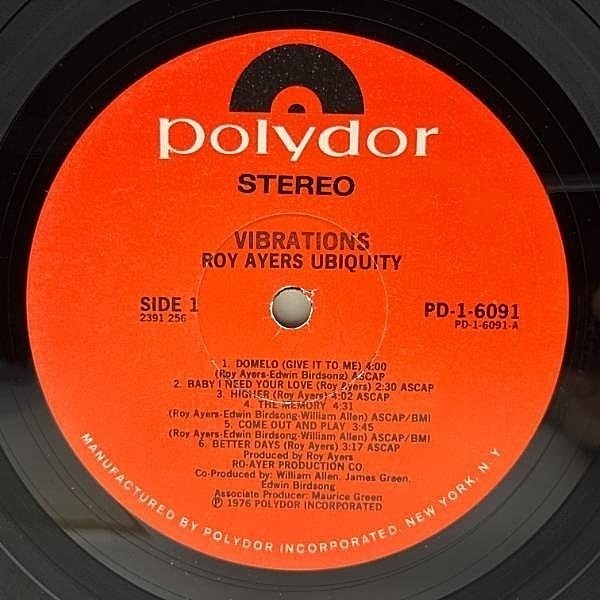 polydor
STEREO
VIBRATIONS
ROY AYERS UBIQUITY
SIDE 1
2391 256
PD-1-6091
PD-1-6091-A
1. DOMELO (GIVE IT TO ME) 4:00
(Roy Ayers-Edwin Birdsong) ASCAP
2. BABY I NEED YOUR LOVE (Roy Ayers) 2:30 ASCAP
3. HIGHER (Roy Ayers) 4:02 ASCAP
4. THE MEMORY 4:31
(Roy Ayers-Edwin Birdsong-William Allen) ASCAP/BMI
5. COME OUT AND PLAY 3:45
(Roy Ayers-Edwin Birdsong-William Allen) ASCAP/BMI
6. BETTER DAYS (Roy Ayers) 3:17 ASCAP
Produced by Roy Ayers
RO-AYER PRODUCTION CO.
Co-Produced by: William Allen, James Green,
Edwin Birdsong
Associate Producer: Maurice Green
℗ 1976 POLYDOR INCORPORATED
MANUFACTURED BY POLYDOR INCORPORATED, NEW YORK, N.Y.